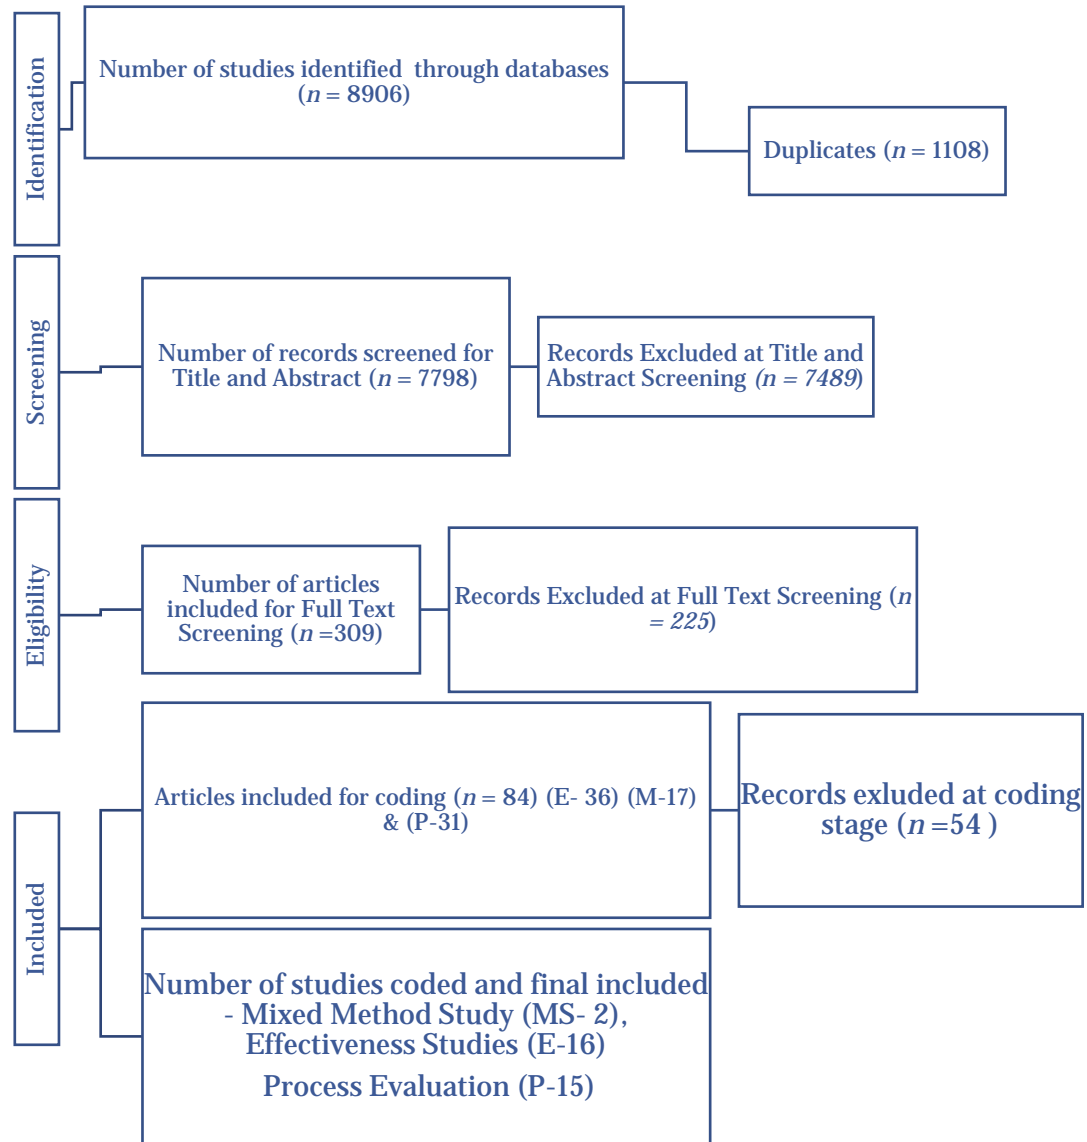 Identification
Number of studies identified through databases
(n = 8906)
Duplicates (n = 1108)
Screening
Number of records screened for
Title and Abstract (n = 7798)
Records Excluded at Title and
Abstract Screening (n = 7489)
Eligibility
Number of articles
included for Full Text
Screening (n =309)
Records Excluded at Full Text Screening (n
= 225)
Included
Articles included for coding (n = 84) (E- 36) (M-17)
& (P-31)
Records exluded at coding
stage (n =54 )
Number of studies coded and final included
- Mixed Method Study (MS- 2),
Effectiveness Studies (E-16)
Process Evaluation (P-15)